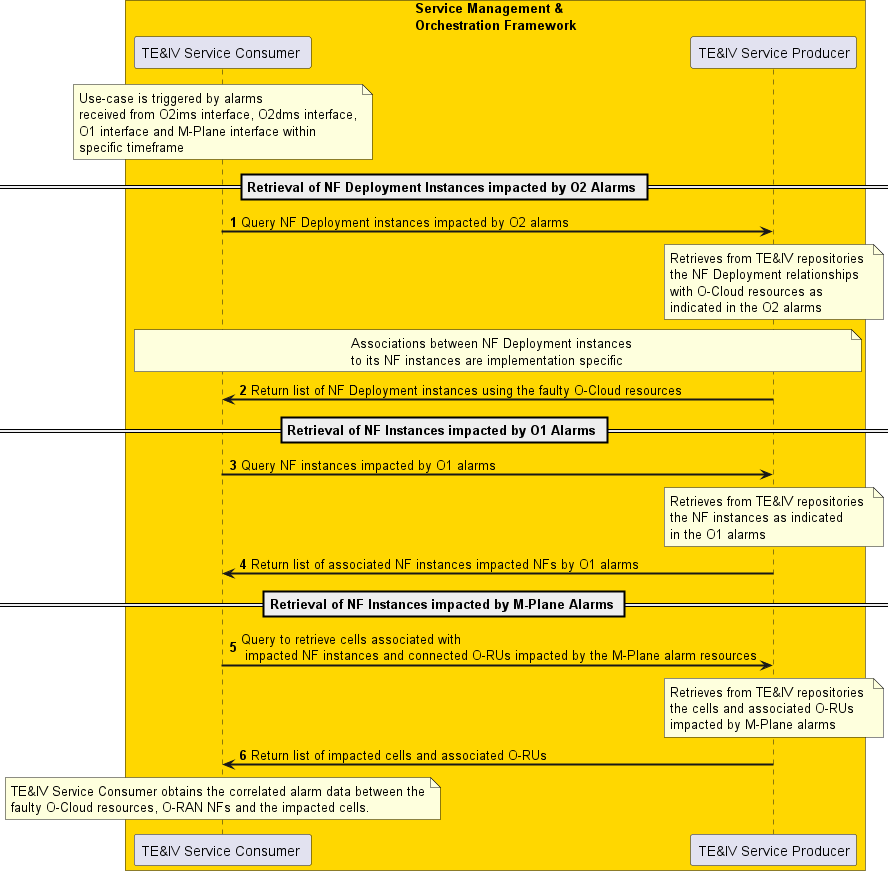 Service Management &
Orchestration Framework
TE&IV Service Consumer
TE&IV Service Producer
Use-case is triggered by alarms
received from O2ims interface, O2dms interface,
O1 interface and M-Plane interface within
specific timeframe
Retrieval of NF Deployment Instances impacted by O2 Alarms
1 Query NF Deployment instances impacted by O2 alarms
Retrieves from TE&IV repositories
the NF Deployment relationships
with O-Cloud resources as
indicated in the O2 alarms
Associations between NF Deployment instances
to its NF instances are implementation specific
2 Return list of NF Deployment instances using the faulty O-Cloud resources
Retrieval of NF Instances impacted by O1 Alarms
3 Query NF instances impacted by O1 alarms
Retrieves from TE&IV repositories
the NF instances as indicated
in the O1 alarms
4 Return list of associated NF instances impacted NFs by O1 alarms
Retrieval of NF Instances impacted by M-Plane Alarms
5 Query to retrieve cells associated with
impacted NF instances and connected O-RUs impacted by the M-Plane alarm resources
Retrieves from TE&IV repositories
the cells and associated O-RUs
impacted by M-Plane alarms
6 Return list of impacted cells and associated O-RUs
TE&IV Service Consumer obtains the correlated alarm data between the
faulty O-Cloud resources, O-RAN NFs and the impacted cells.
TE&IV Service Consumer
TE&IV Service Producer